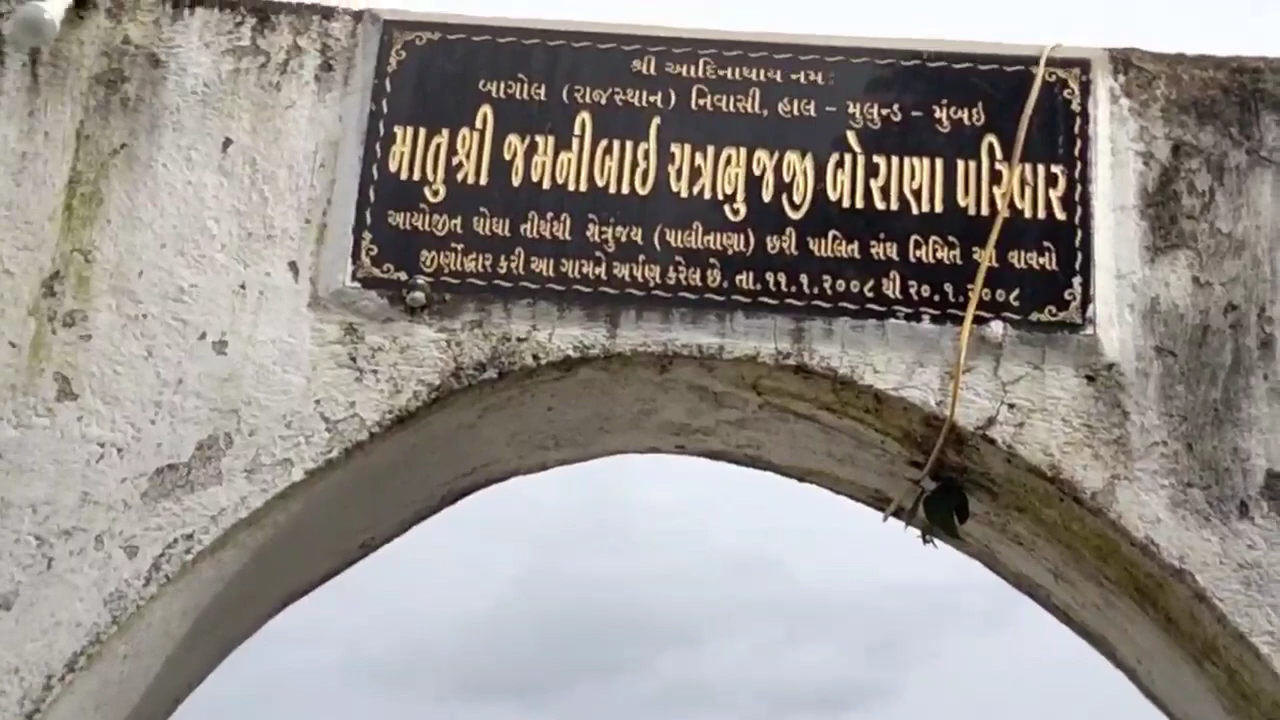 શ્રી આદિનાથાય નમઃ
બાગોલ (રાજસ્થાન) નિવાસી, હાલ - મુલુન્ડ - મુંબઇ
માતુશ્રી જમનીબાઈ ચત્રભુજજી બોરાણા પરિવાર
આયોજીત ઘોઘા તીર્થથી શેત્રુંજય (પાલીતાણા) છરી પાલિત સંઘ નિમિતે આ વાવનો
જીર્ણોદ્ધાર કરી આ ગામને અર્પણ કરેલ છે. તા.૧૧.૧.૨૦૦૮ થી ૨૦.૧.૨૦૦૮